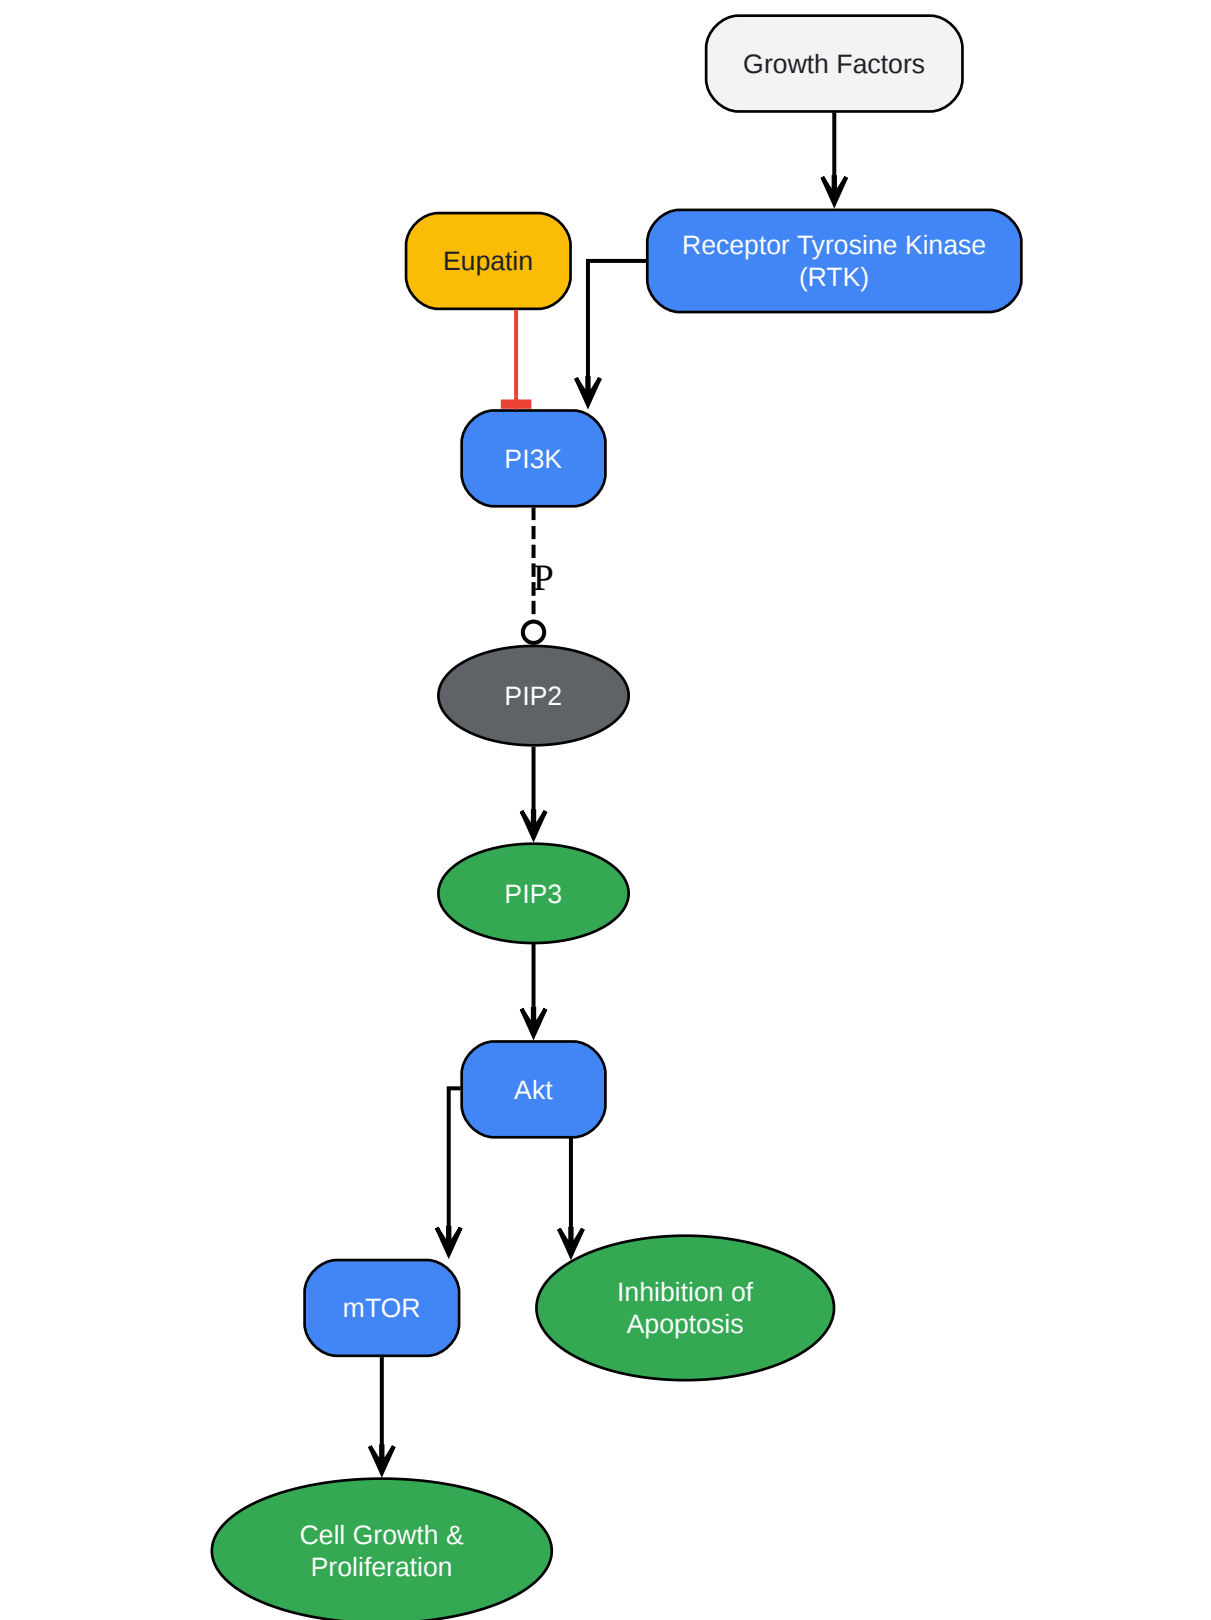 Growth Factors
Eupatin
Receptor Tyrosine Kinase
(RTK)
PI3K
P
PIP2
PIP3
Akt
mTOR
Inhibition of
Apoptosis
Cell Growth &
Proliferation